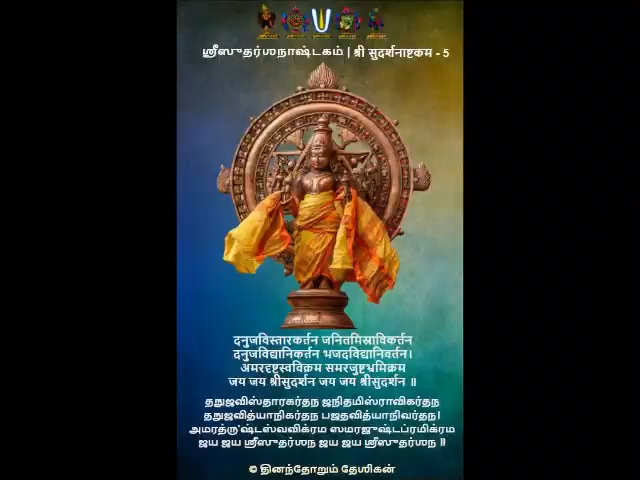 ஸ்ரீஸுதர்ஶநாஷ்டகம் | श्री सुदर्शनाष्टकम - 5
दनुजविस्तारकर्तन जनितमिस्राविकर्तन
दनुजविद्यानिकर्तन भजदविद्यानिवर्तन।
अमरदृष्टस्वविक्रम समरजुष्टभ्रमिक्रम
जय जय श्रीसुदर्शन जय जय श्रीसुदर्शन ॥
தநுஜவிஸ்தாரகர்தந ஜநிதமிஸ்ராவிகர்தந
தநுஜவித்யாநிகர்தந பஜதவித்யாநிவர்தந।
அமரத்ருʼஷ்டஸ்வவிக்ரம ஸமரஜுஷ்டப்ரமிக்ரம
ஜய ஜய ஸ்ரீஸுதர்ஶந ஜய ஜய ஸ்ரீஸுதர்ஶந ॥
© தினந்தோறும் தேஶிகன்